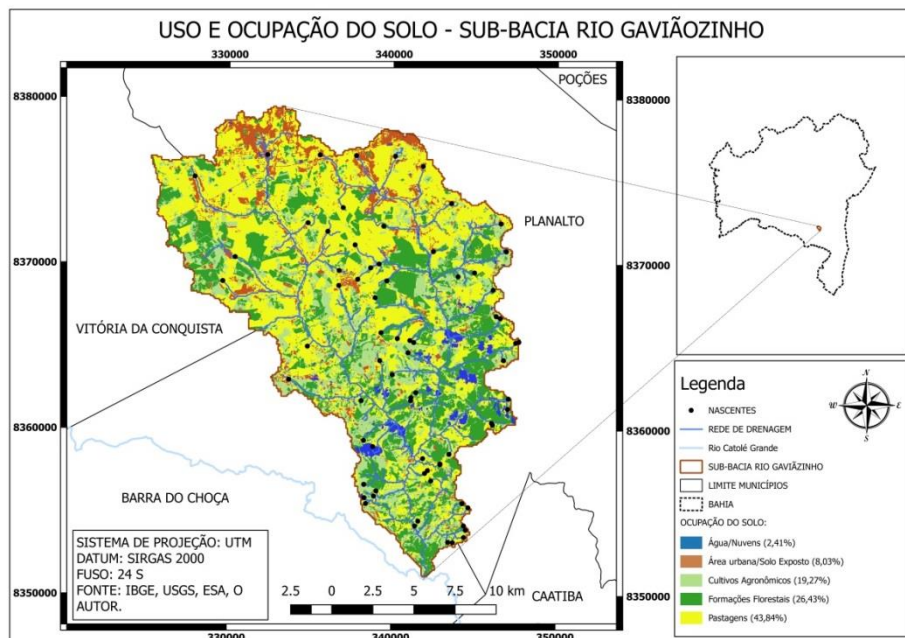 USO E OCUPAÇÃO DO SOLO - SUB-BACIA RIO GAVIÃOZINHO
330000 340000 350000
POÇÕES
8380000 8380000
PLANALTO
8370000 8370000
VITÓRIA DA CONQUISTA
8360000 8360000
BARRA DO CHOÇA
SISTEMA DE PROJEÇÃO: UTM
DATUM: SIRGAS 2000
FUSO: 24 S
FONTE: IBGE, USGS, ESA, O
AUTOR.
2.5 0 2.5 5 7.5 10 km
CAATIBA
8350000 8350000
330000 340000 350000
Legenda
N
W E
S
NASCENTES
REDE DE DRENAGEM
Rio Catolé Grande
SUB-BACIA RIO GAVIÃZINHO
LIMITE MUNICÍPIOS
BAHIA
OCUPAÇÃO DO SOLO:
Água/Nuvens (2,41%)
Área urbana/Solo Exposto (8,03%)
Cultivos Agronômicos (19,27%)
Formações Florestais (26,43%)
Pastagens (43,84%)